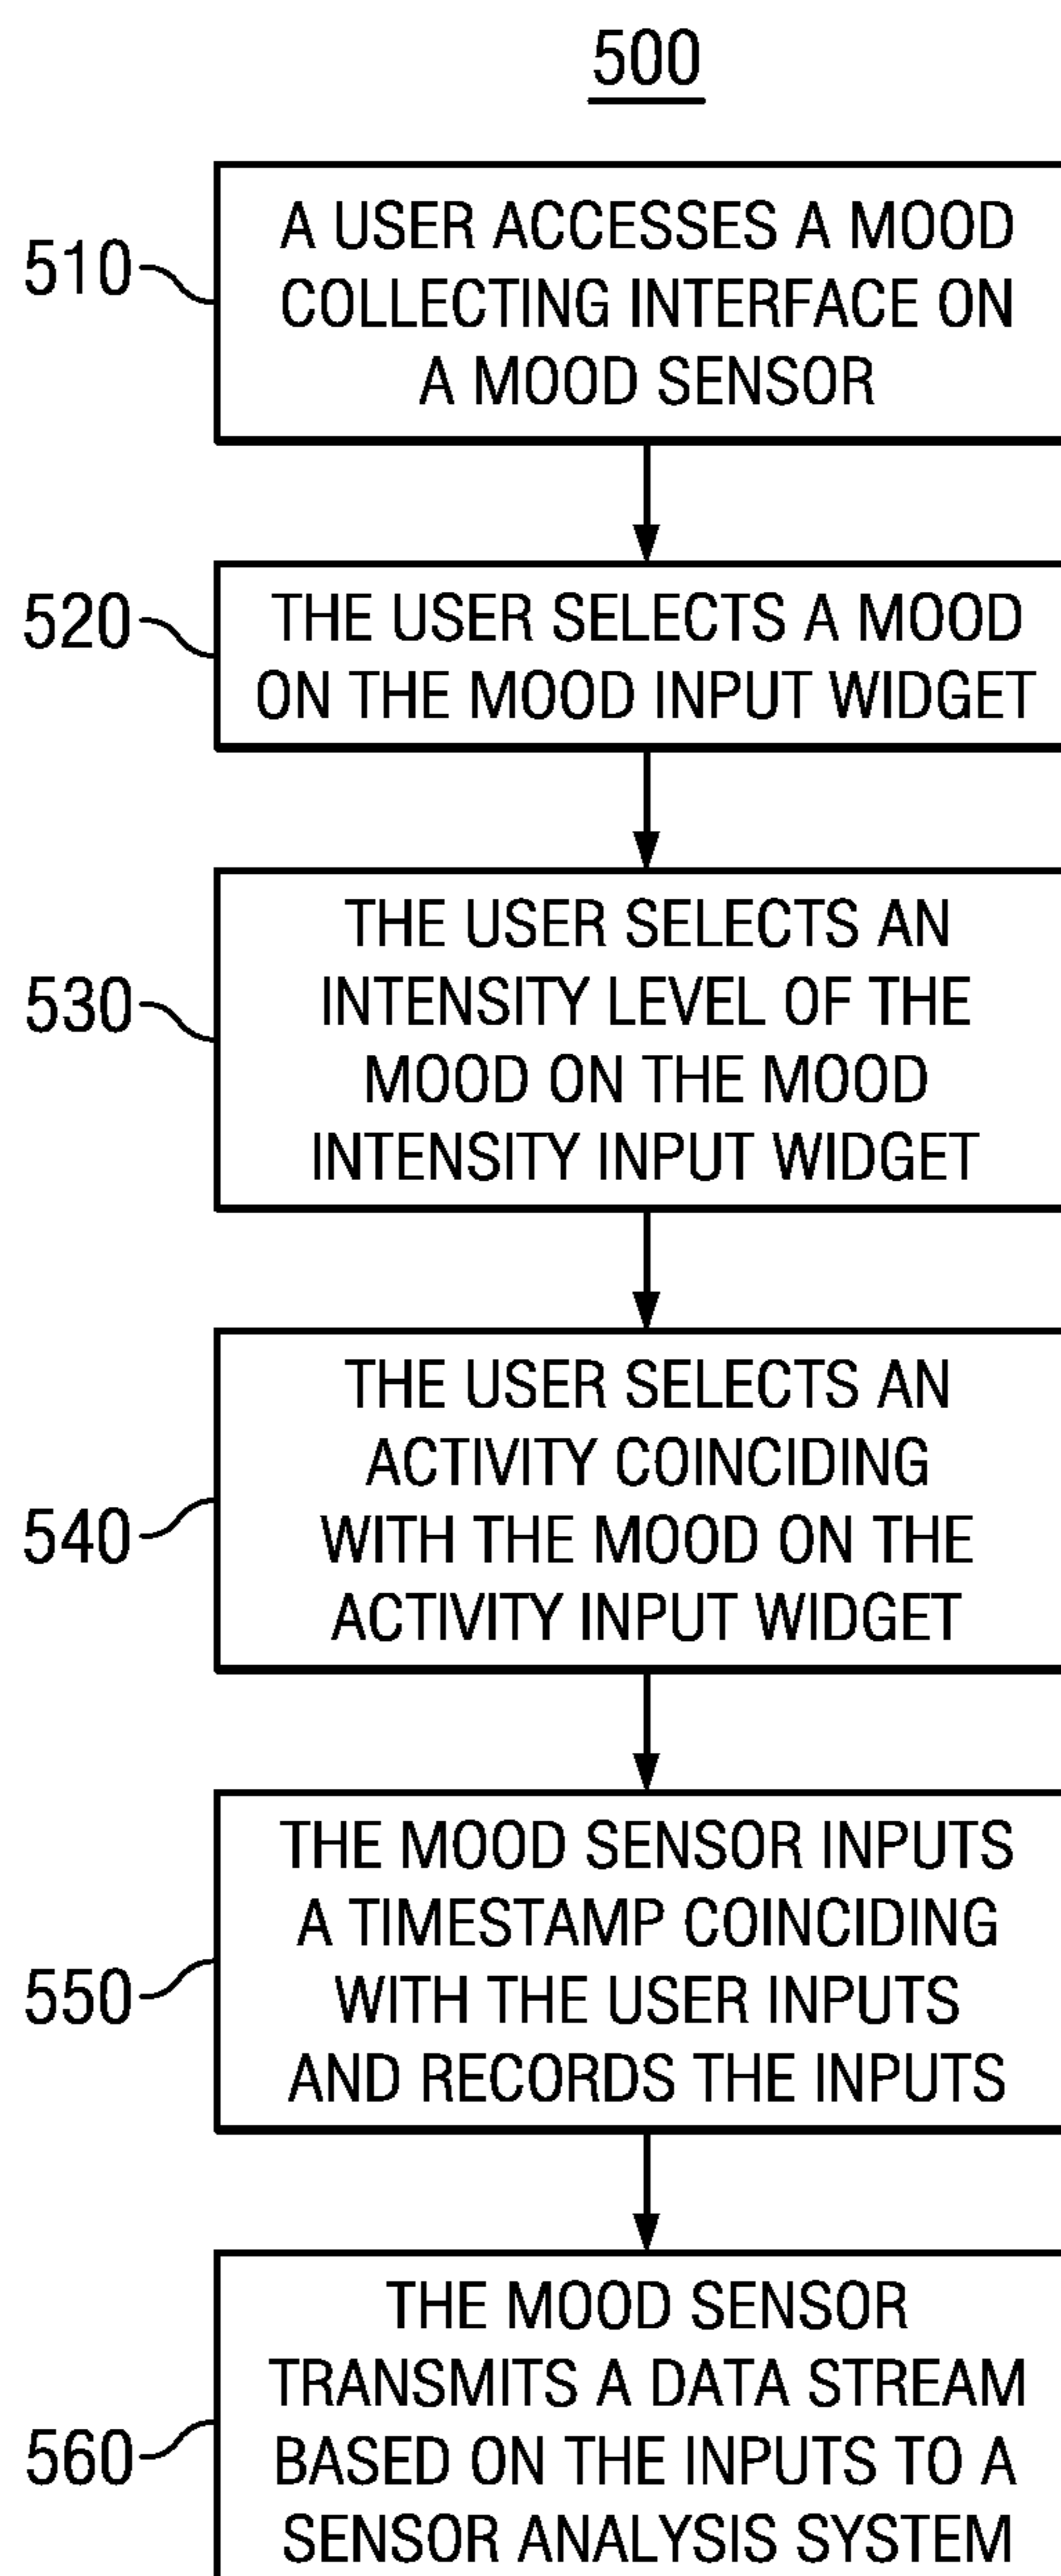 500
510
A USER ACCESSES A MOOD
COLLECTING INTERFACE ON
A MOOD SENSOR
520
THE USER SELECTS A MOOD
ON THE MOOD INPUT WIDGET
530
THE USER SELECTS AN
INTENSITY LEVEL OF THE
MOOD ON THE MOOD
INTENSITY INPUT WIDGET
540
THE USER SELECTS AN
ACTIVITY COINCIDING
WITH THE MOOD ON THE
ACTIVITY INPUT WIDGET
550
THE MOOD SENSOR INPUTS
A TIMESTAMP COINCIDING
WITH THE USER INPUTS
AND RECORDS THE INPUTS
560
THE MOOD SENSOR
TRANSMITS A DATA STREAM
BASED ON THE INPUTS TO A
SENSOR ANALYSIS SYSTEM